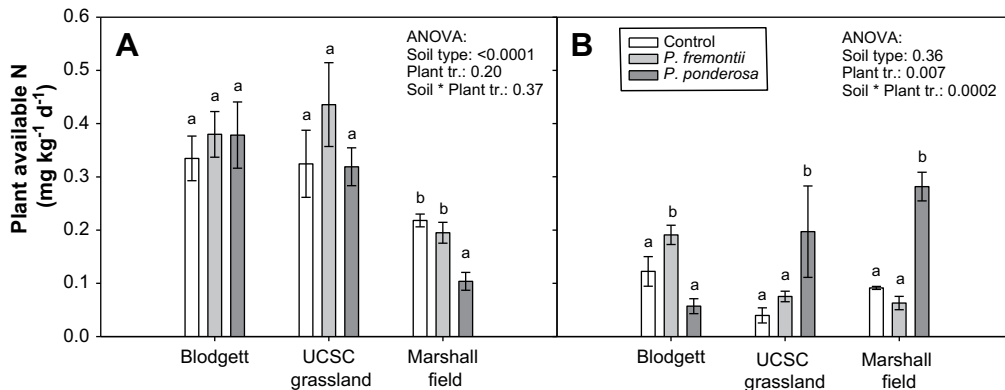 Plant available N
(mg kg-1 d-1)
0.6
0.5
0.4
0.3
0.2
0.1
0.0
A
ANOVA:
Soil type: <0.0001
Plant tr.: 0.20
Soil * Plant tr.: 0.37
a
a
a
a
a
a
b
b
a
Blodgett
UCSC
grassland
Marshall
field
B
Control
P. fremontii
P. ponderosa
ANOVA:
Soil type: 0.36
Plant tr.: 0.007
Soil * Plant tr.: 0.0002
a
b
a
a
a
b
a
a
b
Blodgett
UCSC
grassland
Marshall
field